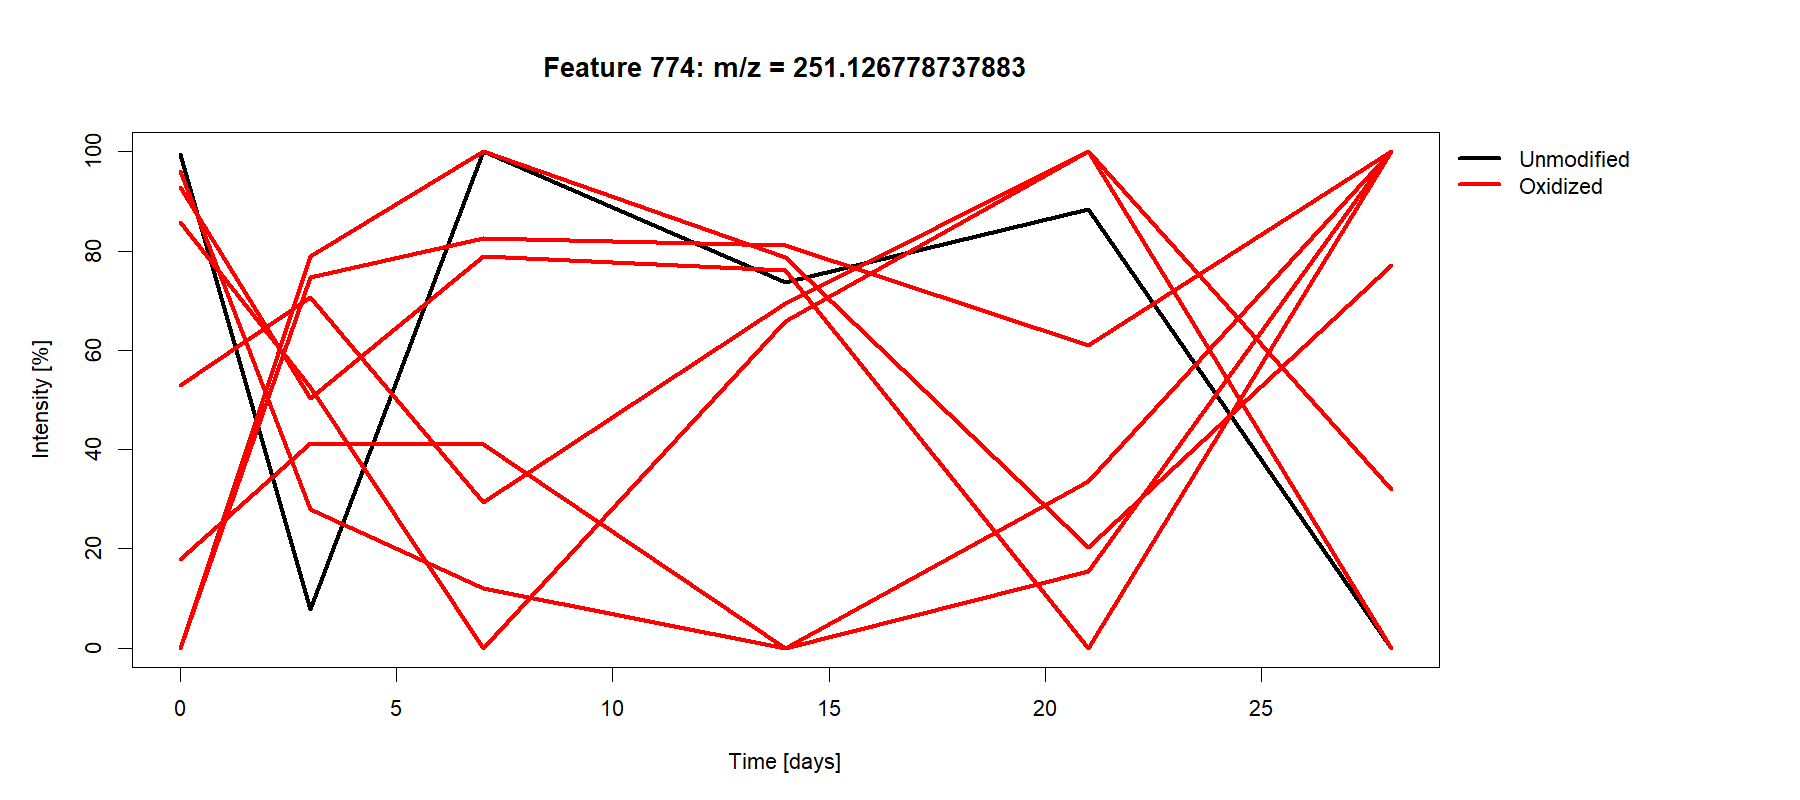 Feature 774: m/z = 251.126778737883
Unmodified
Oxidized
Intensity [%]
100
80
60
40
20
0
0 5 10 15 20 25
Time [days]